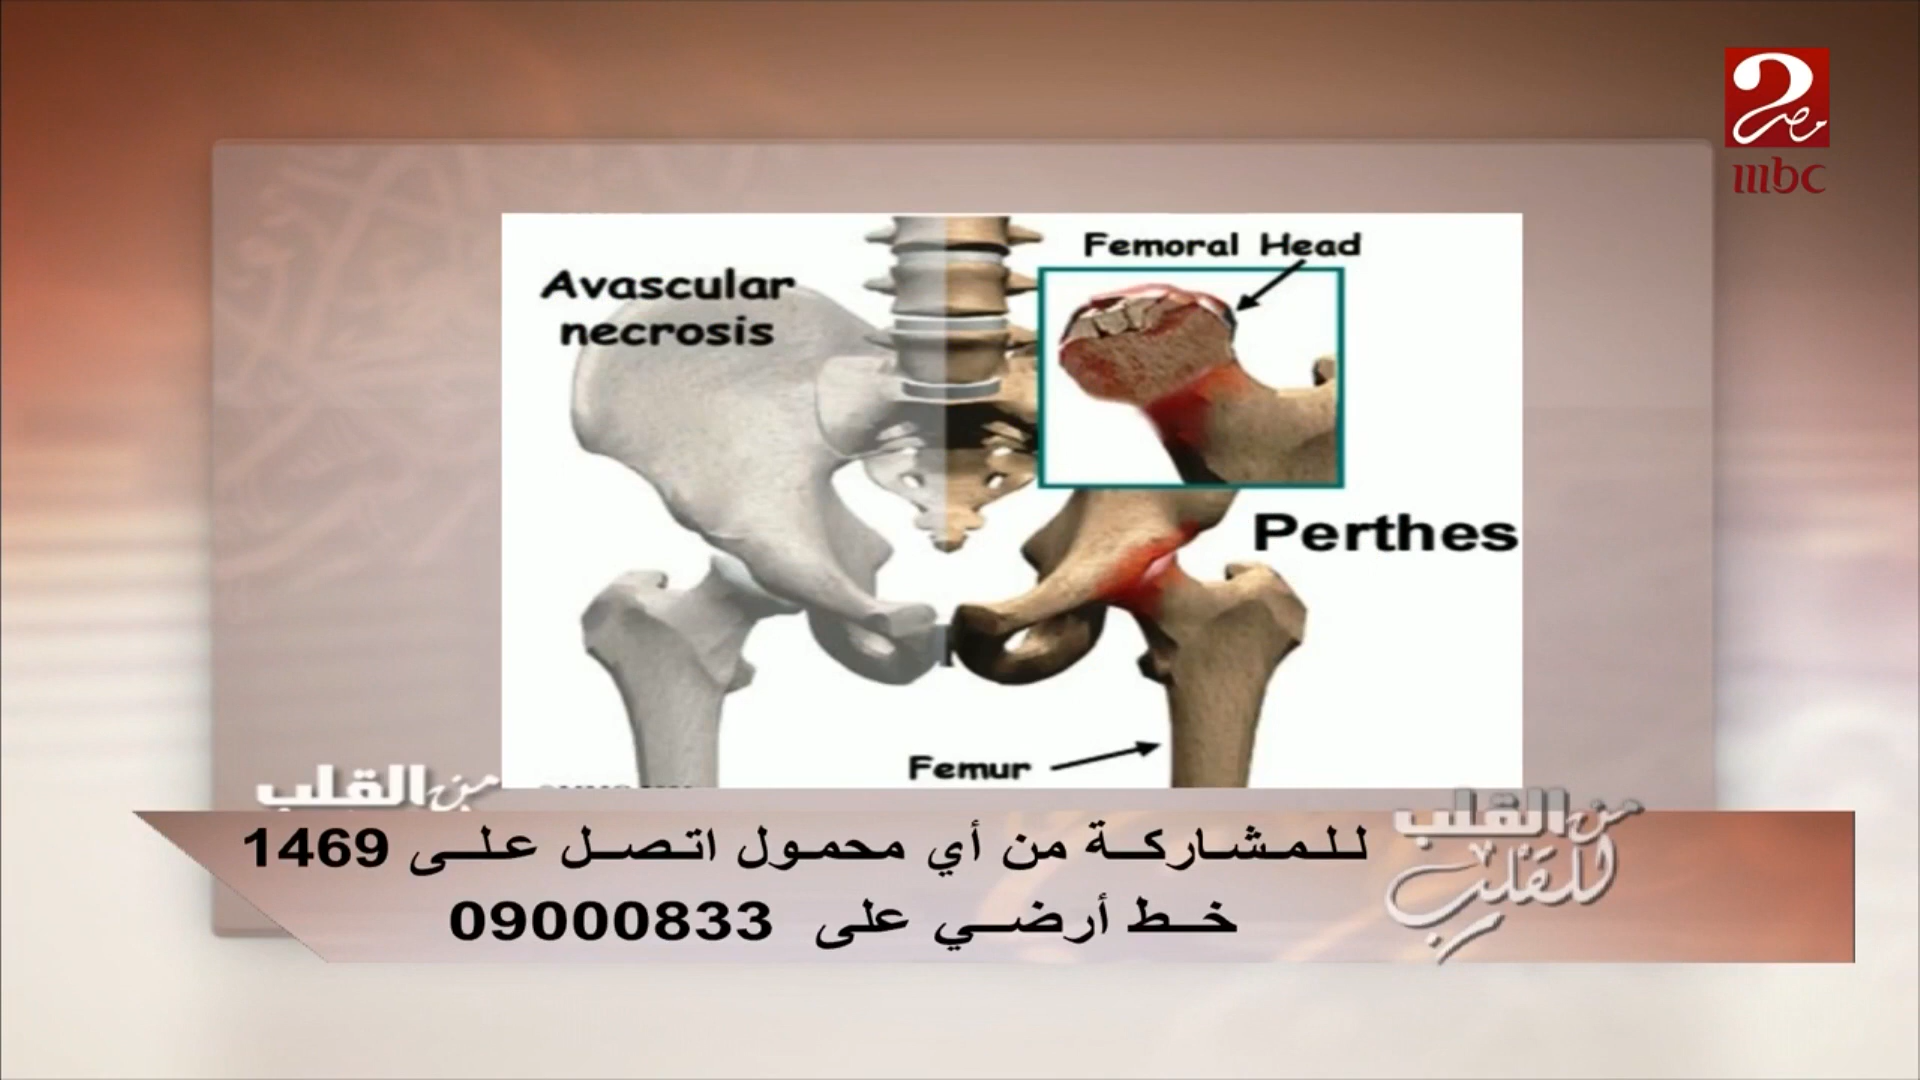 مصر
mbc
Femoral Head
Avascular
necrosis
Perthes
Femur
من القلب
من القلب
للقلب
للمشاركة من أي محمول اتصل على 1469
خط أرضي على 09000833